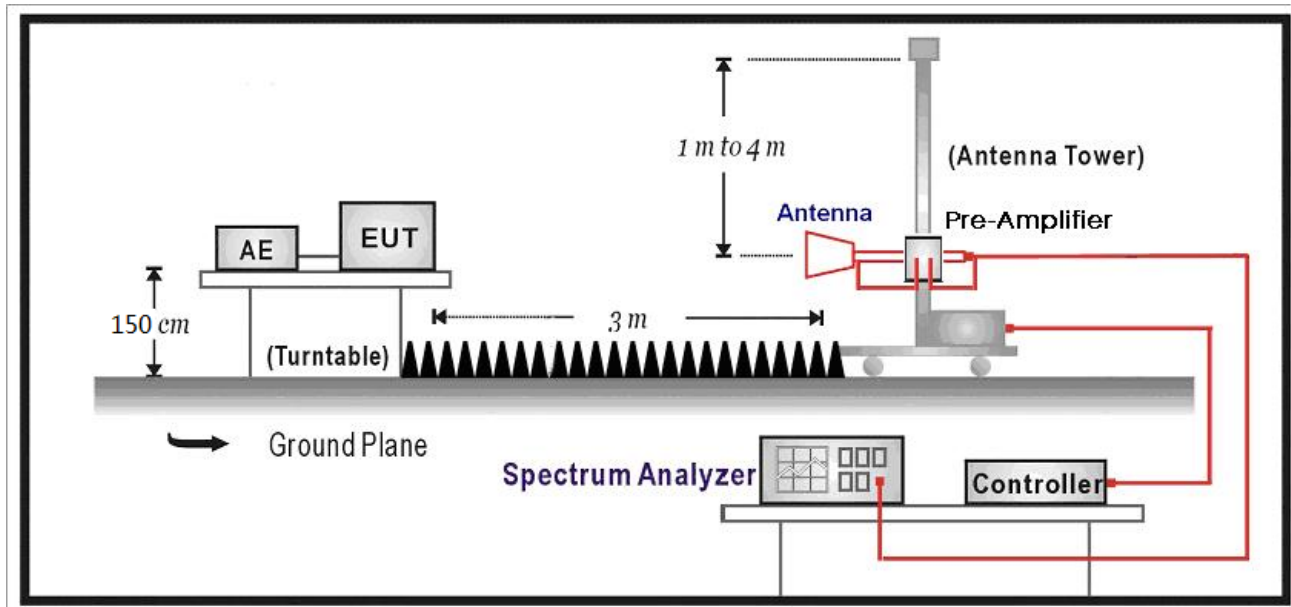 1 m to 4 m
(Antenna Tower)
Antenna
Pre-Amplifier
AE
EUT
150 cm
3 m
(Turntable)
Ground Plane
Spectrum Analyzer
Controller